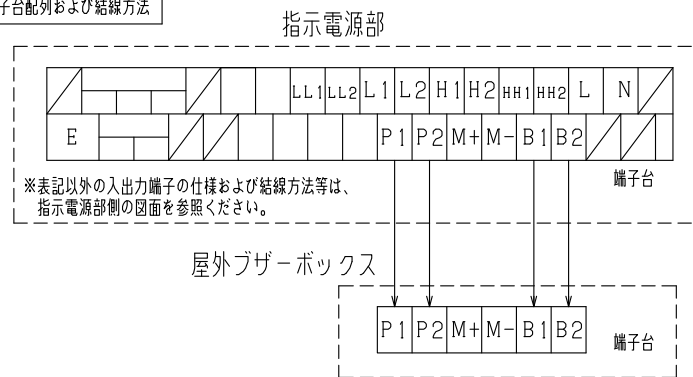 子台配列および結線方法
指示電源部
LL1 LL2 L1 L2 H1 H2 HH1 HH2 L N
E P1 P2 M+ M- B1 B2
※表記以外の入出力端子の仕様および結線方法等は、
指示電源部側の図面を参照ください。
端子台
屋外ブザーボックス
P1 P2 M+ M- B1 B2
端子台